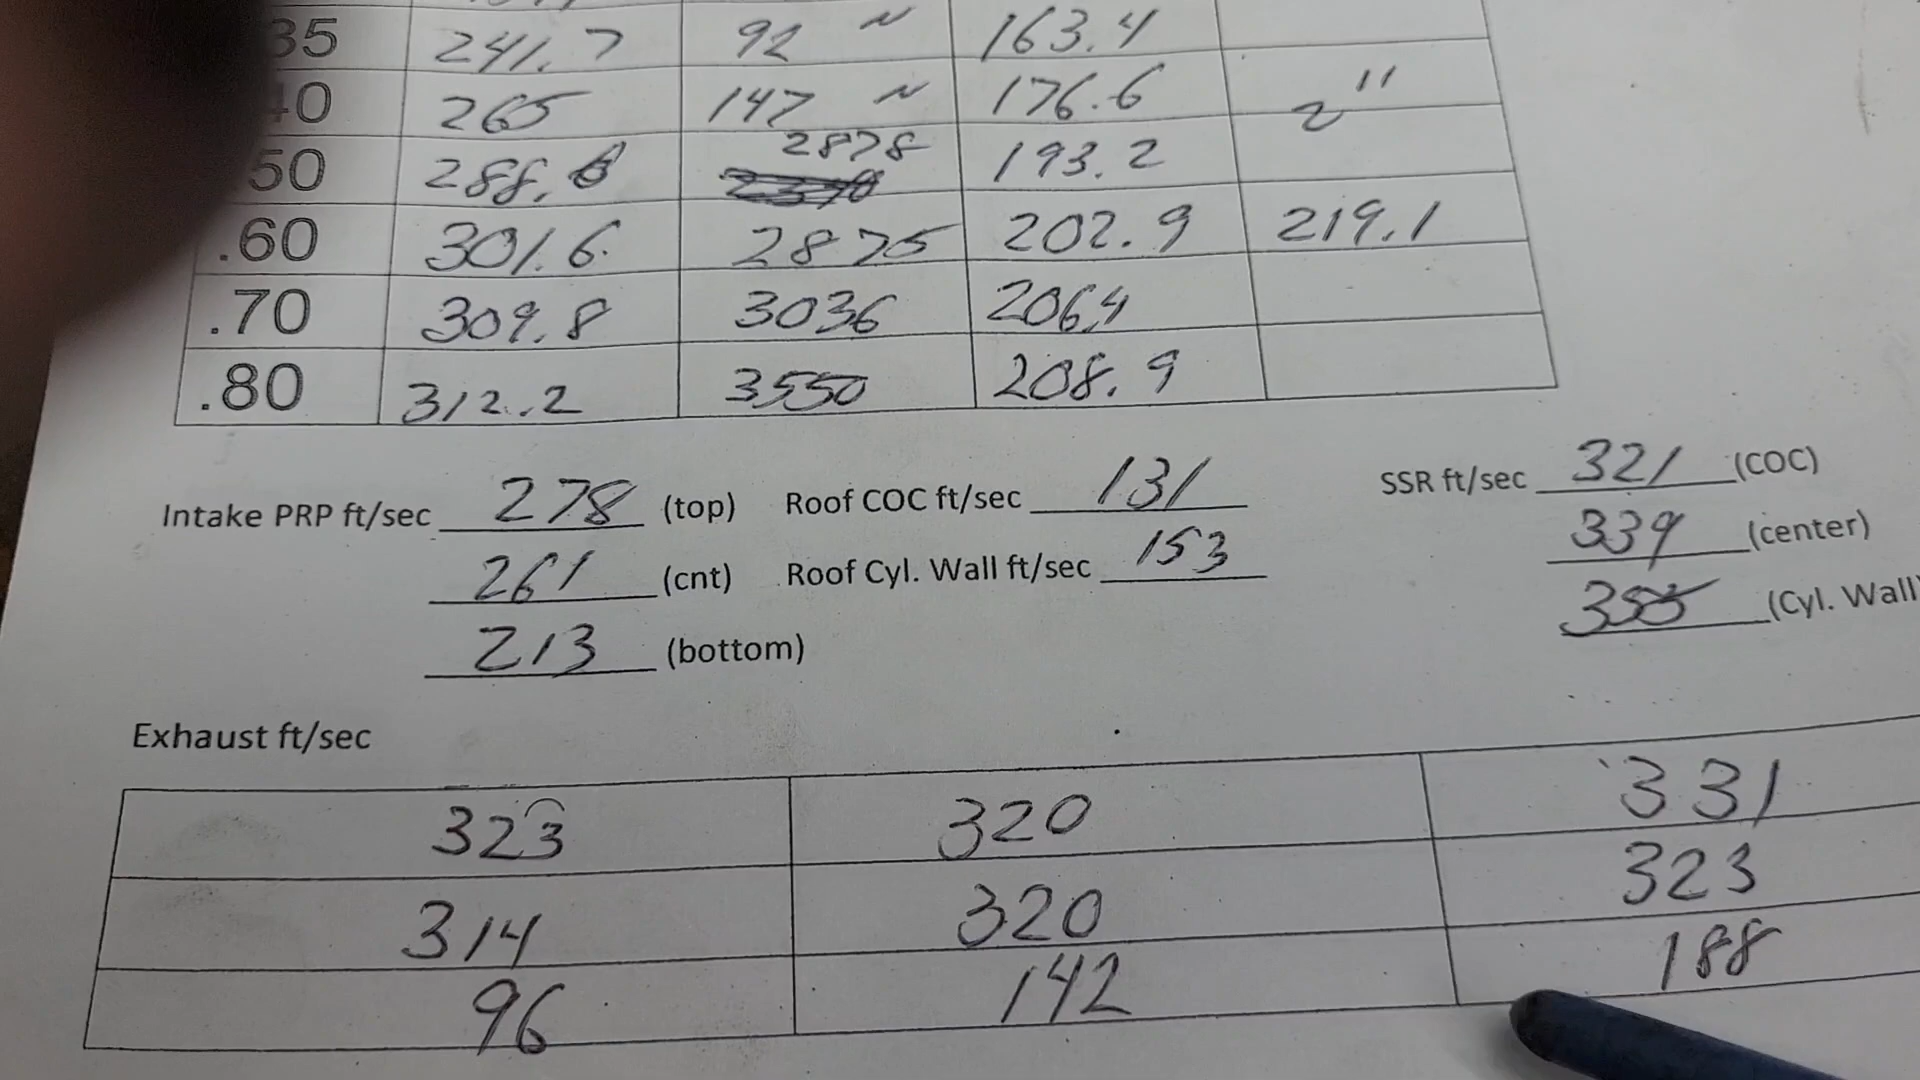 35 241.7 92 ~ 163.4
40 265 147 ~ 176.6 2"
2878
.50 288.6 193.2
.60 301.6 2875 202.9 219.1
.70 309.8 3036 206.4
.80 312.2 3550 208.9
Intake PRP ft/sec 278 (top) Roof COC ft/sec 131 SSR ft/sec 321 (COC)
261 (cnt) Roof Cyl. Wall ft/sec 153 339 (center)
213 (bottom) 355 (Cyl. Wall)
Exhaust ft/sec
323 320 331
314 320 323
96 142 188